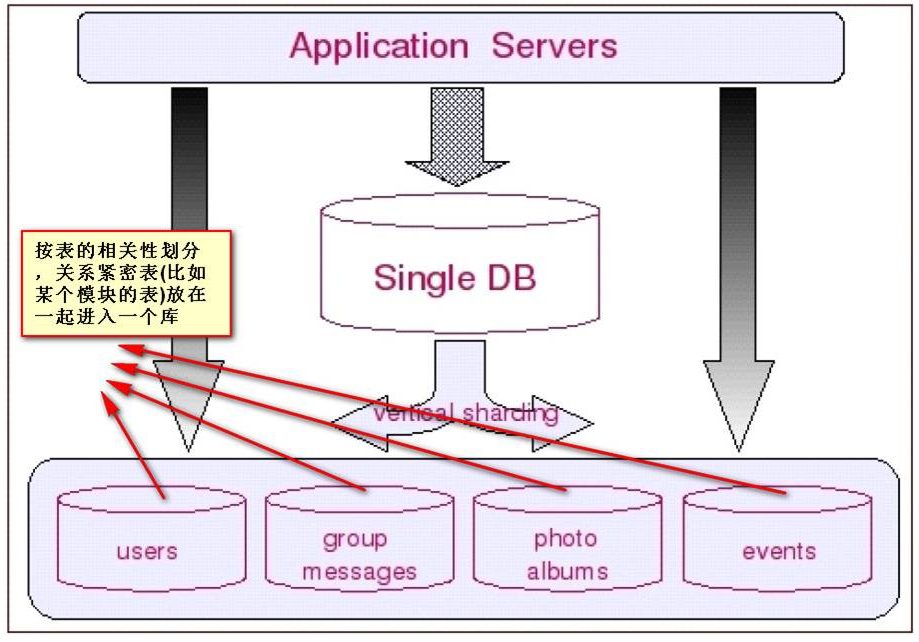 Application Servers
Single DB
按表的相关性划分
，关系紧密表(比如
某个模块的表)放在
一起进入一个库
vertical sharding
users
group
messages
photo
albums
events